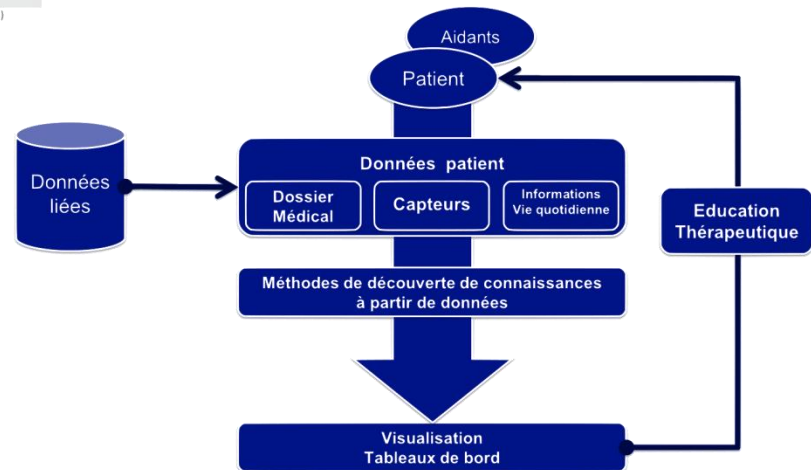 )
Aidants
Patient
Données
liées
Données patient
Dossier
Médical
Capteurs
Informations
Vie quotidienne
Education
Thérapeutique
Méthodes de découverte de connaissances
à partir de données
Visualisation
Tableaux de bord